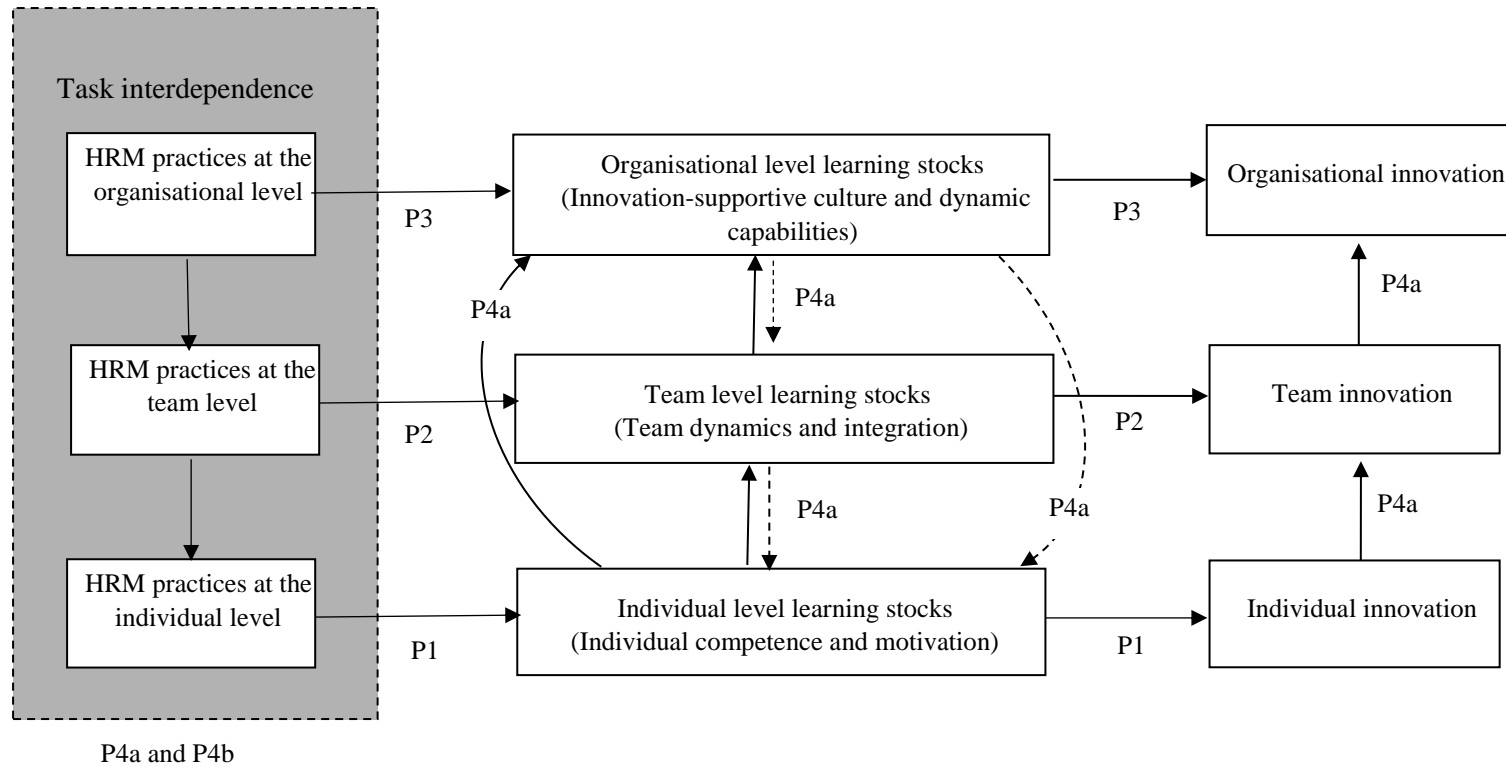 Task interdependence
HRM practices at the
organisational level
P3
Organisational level learning stocks
(Innovation-supportive culture and dynamic
capabilities)
P3
Organisational innovation
P4a
P4a
P4a
HRM practices at the
team level
P2
Team level learning stocks
(Team dynamics and integration)
P2
Team innovation
P4a
P4a
P4a
HRM practices at the
individual level
P1
Individual level learning stocks
(Individual competence and motivation)
P1
Individual innovation
P4a and P4b